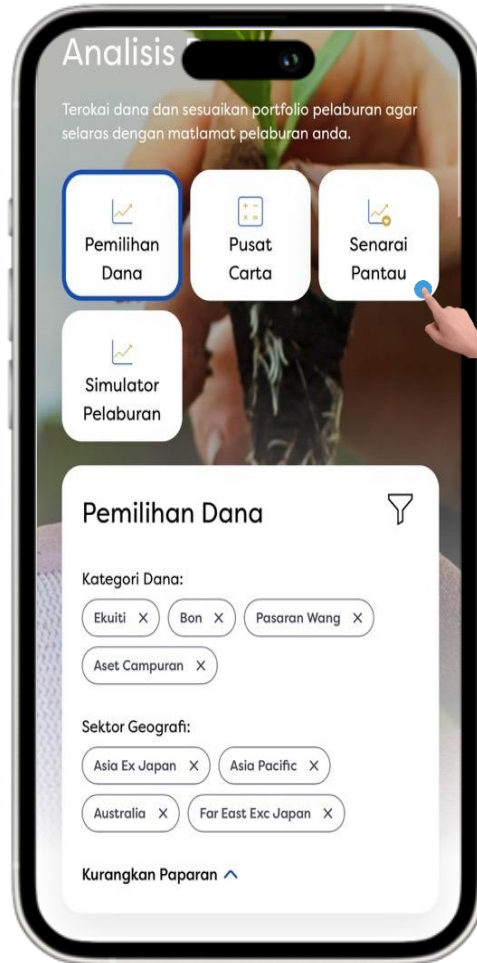 Analisis
Terokai dana dan sesuaikan portfolio pelaburan agar
selaras dengan matlamat pelaburan anda.
Pemilihan
Dana
Pusat
Carta
Senarai
Pantau
Simulator
Pelaburan
Pemilihan Dana
Kategori Dana:
Ekuiti X Bon X Pasaran Wang X
Aset Campuran X
Sektor Geografi:
Asia Ex Japan X Asia Pacific X
Australia X Far East Exc Japan X
Kurangkan Paparan